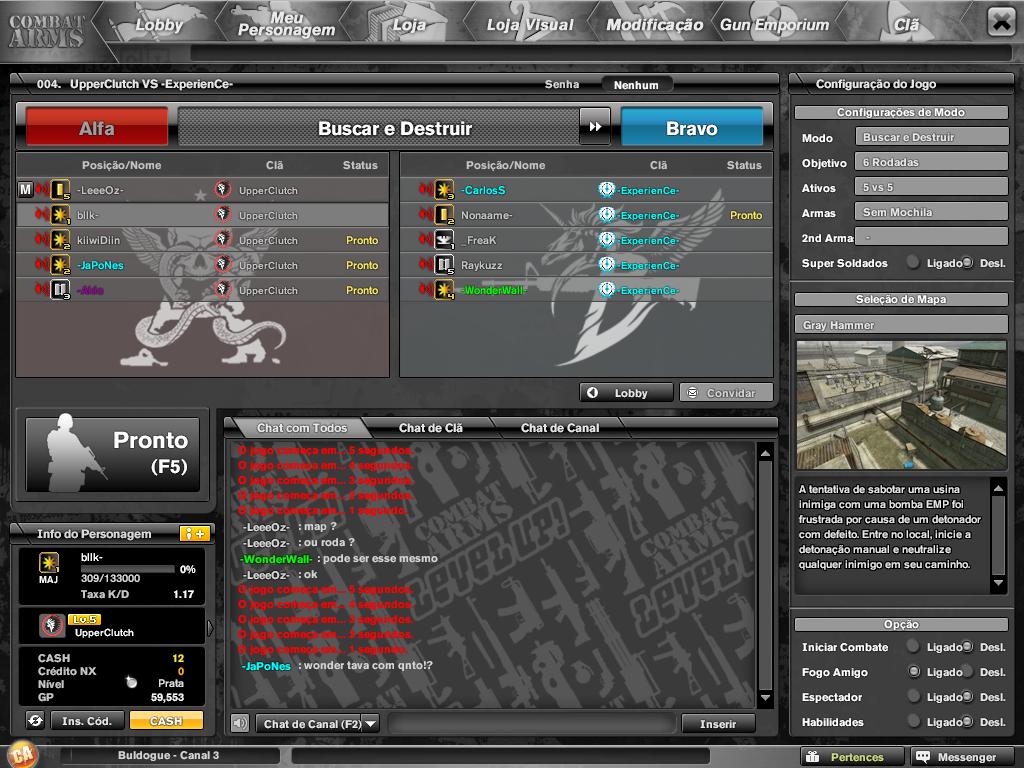 COMBAT ARMS
Lobby
Meu Personagem
Loja
Loja Visual
Modificação
Gun Emporium
Clã
004. UpperClutch VS -ExperienCe-
Senha
Nenhum
Alfa
Buscar e Destruir
Bravo
Posição/Nome Clã Status
M -LeeeOz- UpperClutch
bllk- UpperClutch
kiiwiDiin UpperClutch Pronto
-JaPoNes UpperClutch Pronto
UpperClutch Pronto
Posição/Nome Clã Status
-CarlosS -ExperienCe-
Nonaame- -ExperienCe- Pronto
_FreaK -ExperienCe-
Raykuzz -ExperienCe-
-WonderWall- -ExperienCe-
Lobby
Convidar
Pronto
(F5)
Chat com Todos
Chat de Clã
Chat de Canal
O jogo começa em... 5 segundos.
O jogo começa em... 4 segundos.
O jogo começa em... 3 segundos.
O jogo começa em... 2 segundos.
O jogo começa em... 1 segundo.
-LeeeOz- : map ?
-LeeeOz- : ou roda ?
-WonderWall- : pode ser esse mesmo
-LeeeOz- : ok
O jogo começa em... 5 segundos.
O jogo começa em... 4 segundos.
O jogo começa em... 3 segundos.
O jogo começa em... 2 segundos.
O jogo começa em... 1 segundo.
-JaPoNes : wonder tava com qnto!?
Chat de Canal (F2)
Inserir
Info do Personagem
MAJ
bllk-
0%
309/133000
Taxa K/D 1.17
Lv.5
UpperClutch
CASH 12
Crédito NX 0
Nível Prata
GP 59,553
Ins. Cód.
CASH
Configuração do Jogo
Configurações de Modo
Modo Buscar e Destruir
Objetivo 6 Rodadas
Ativos 5 vs 5
Armas Sem Mochila
2nd Arma -
Super Soldados Ligado Desl.
Seleção de Mapa
Gray Hammer
A tentativa de sabotar uma usina
inimiga com uma bomba EMP foi
frustrada por causa de um detonador
com defeito. Entre no local, inicie a
detonação manual e neutralize
qualquer inimigo em seu caminho.
Opção
Iniciar Combate Ligado Desl.
Fogo Amigo Ligado Desl.
Espectador Ligado Desl.
Habilidades Ligado Desl.
CA
Buldogue - Canal 3
Pertences
Messenger